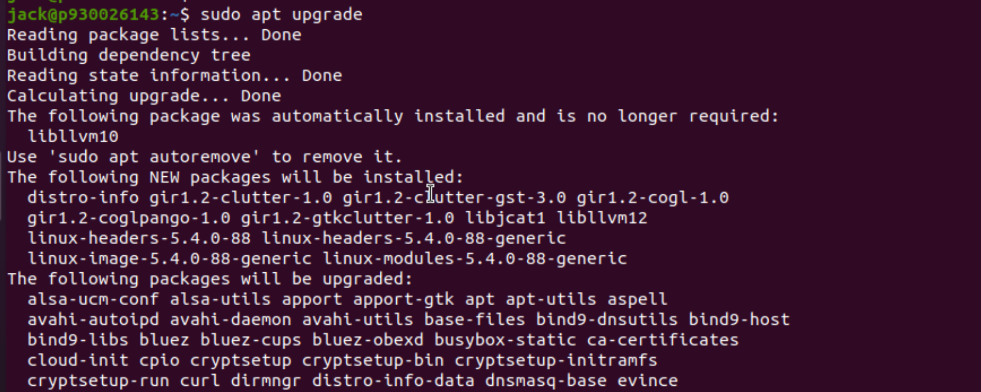 jack@p930026143:~$ sudo apt upgrade
Reading package lists... Done
Building dependency tree
Reading state information... Done
Calculating upgrade... Done
The following package was automatically installed and is no longer required:
  libllvm10
Use 'sudo apt autoremove' to remove it.
The following NEW packages will be installed:
  distro-info gir1.2-clutter-1.0 gir1.2-clutter-gst-3.0 gir1.2-cogl-1.0
  gir1.2-coglpango-1.0 gir1.2-gtkclutter-1.0 libjcat1 libllvm12
  linux-headers-5.4.0-88 linux-headers-5.4.0-88-generic
  linux-image-5.4.0-88-generic linux-modules-5.4.0-88-generic
The following packages will be upgraded:
  alsa-ucm-conf alsa-utils apport apport-gtk apt apt-utils aspell
  avahi-autoipd avahi-daemon avahi-utils base-files bind9-dnsutils bind9-host
  bind9-libs bluez bluez-cups bluez-obexd busybox-static ca-certificates
  cloud-init cpio cryptsetup cryptsetup-bin cryptsetup-initramfs
  cryptsetup-run curl dirmngr distro-info-data dnsmasq-base evince